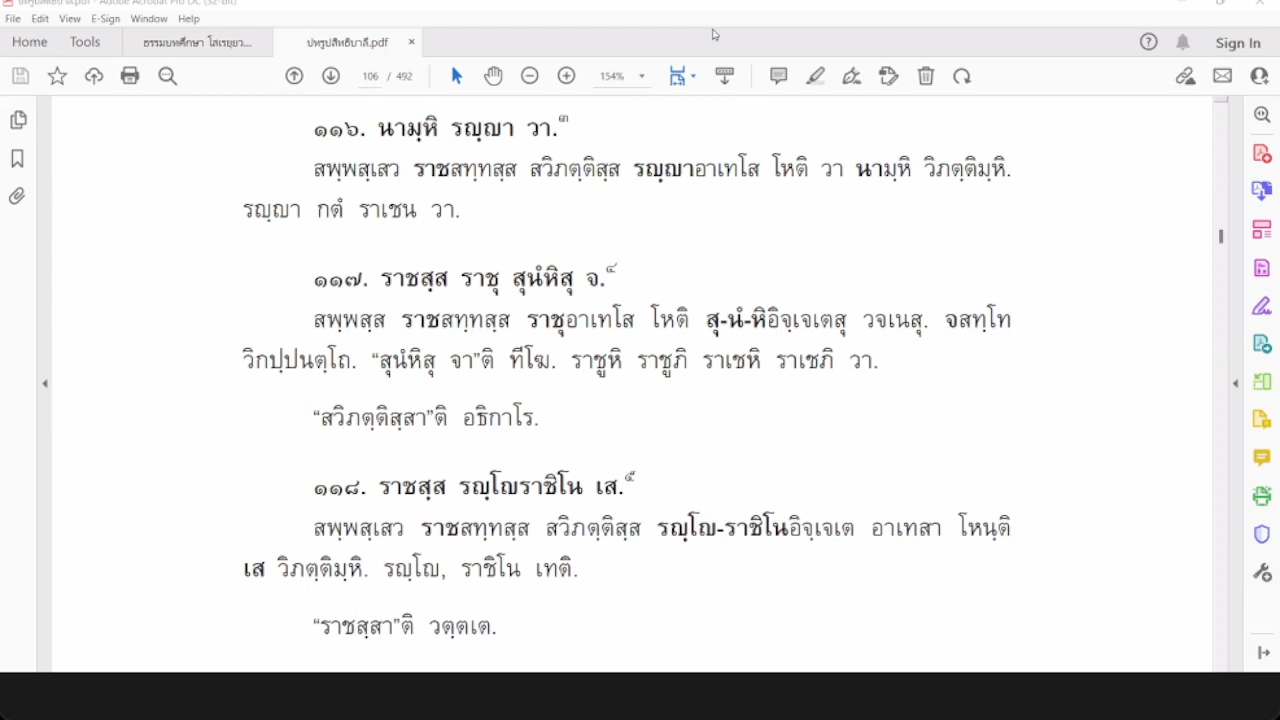 File Edit View E-Sign Window Help
Home Tools ธรรมบทศึกษา โสเรยฺยว... ปทรูปสิทธิบาลี.pdf × Sign In
106 / 492 154%
๑๑๖. นามฺหิ รญฺญา วา.๓
สพฺพสฺเสว ราชสทฺทสฺส สวิภตฺติสฺส รญฺญาอาเทโส โหติ วา นามฺหิ วิภตฺติมฺหิ.
รญฺญา กตํ ราเชน วา.
๑๑๗. ราชสฺส ราชุ สุนํหิสุ จ.๔
สพฺพสฺส ราชสทฺทสฺส ราชุอาเทโส โหติ สุ-นํ-หิอิจฺเจเตสุ วจเนสุ. จสทฺโท
วิกปฺปนตฺโถ. “สุนํหิสุ จา”ติ ทีโฆ. ราชูหิ ราชูภิ ราเชหิ ราเชภิ วา.
“สวิภตฺติสฺสา”ติ อธิกาโร.
๑๑๘. ราชสฺส รญฺโญราชิโน เส.๕
สพฺพสฺเสว ราชสทฺทสฺส สวิภตฺติสฺส รญฺโญ-ราชิโนอิจฺเจเต อาเทสา โหนฺติ
เส วิภตฺติมฺหิ. รญฺโญ, ราชิโน เทติ.
“ราชสฺสา”ติ วตฺตเต.